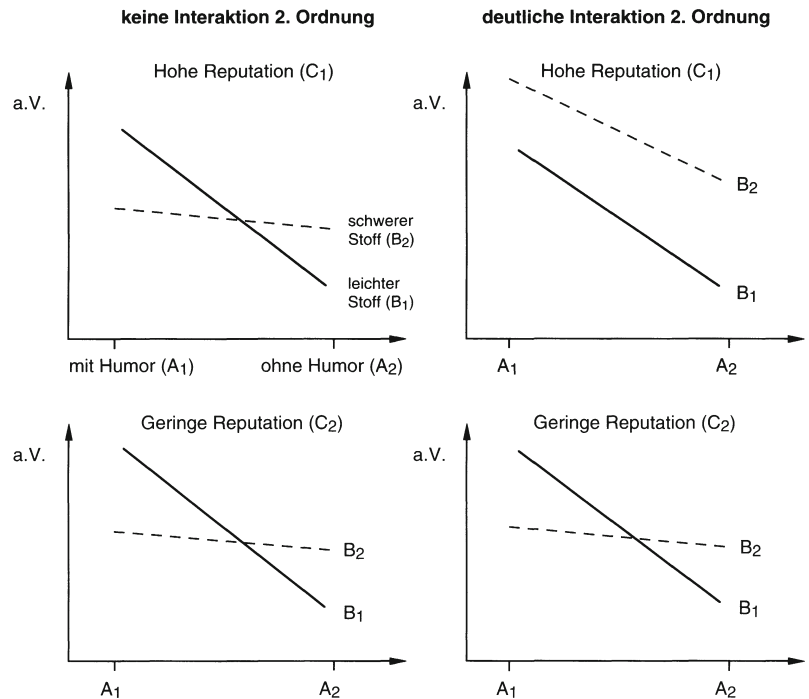 keine Interaktion 2. Ordnung
deutliche Interaktion 2. Ordnung
Hohe Reputation (C1)
a.V.
schwerer
Stoff (B2)
leichter
Stoff (B1)
mit Humor (A1)
ohne Humor (A2)
Hohe Reputation (C1)
a.V.
B2
B1
A1
A2
Geringe Reputation (C2)
a.V.
B2
B1
A1
A2
Geringe Reputation (C2)
a.V.
B2
B1
A1
A2